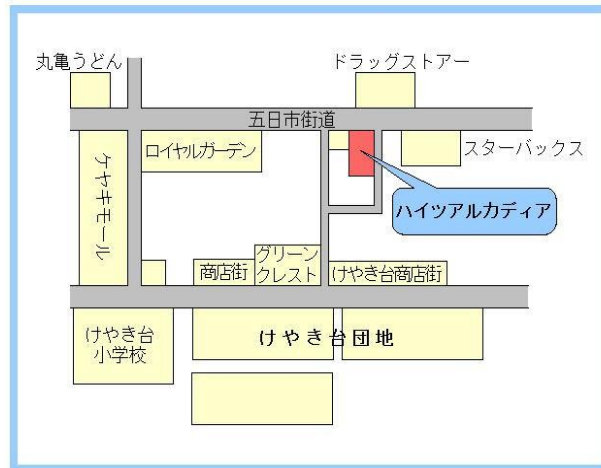 丸亀うどん
ドラッグストアー
五日市街道
ロイヤルガーデン
スターバックス
ケヤキモール
ハイツアルカディア
商店街
グリーン
クレスト
けやき台商店街
けやき台
小学校
けやき台団地